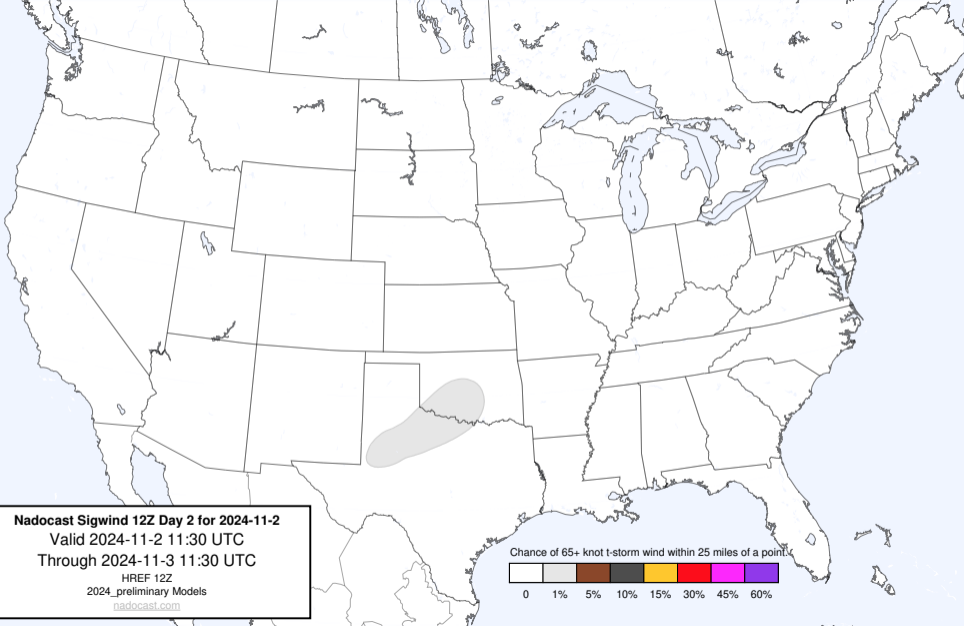 Nadocast Sigwind 12Z Day 2 for 2024-11-2
Valid 2024-11-2 11:30 UTC
Through 2024-11-3 11:30 UTC
HREF 12Z
2024_preliminary Models
nadocast.com
Chance of 65+ knot t-storm wind within 25 miles of a point.
0 1% 5% 10% 15% 30% 45% 60%